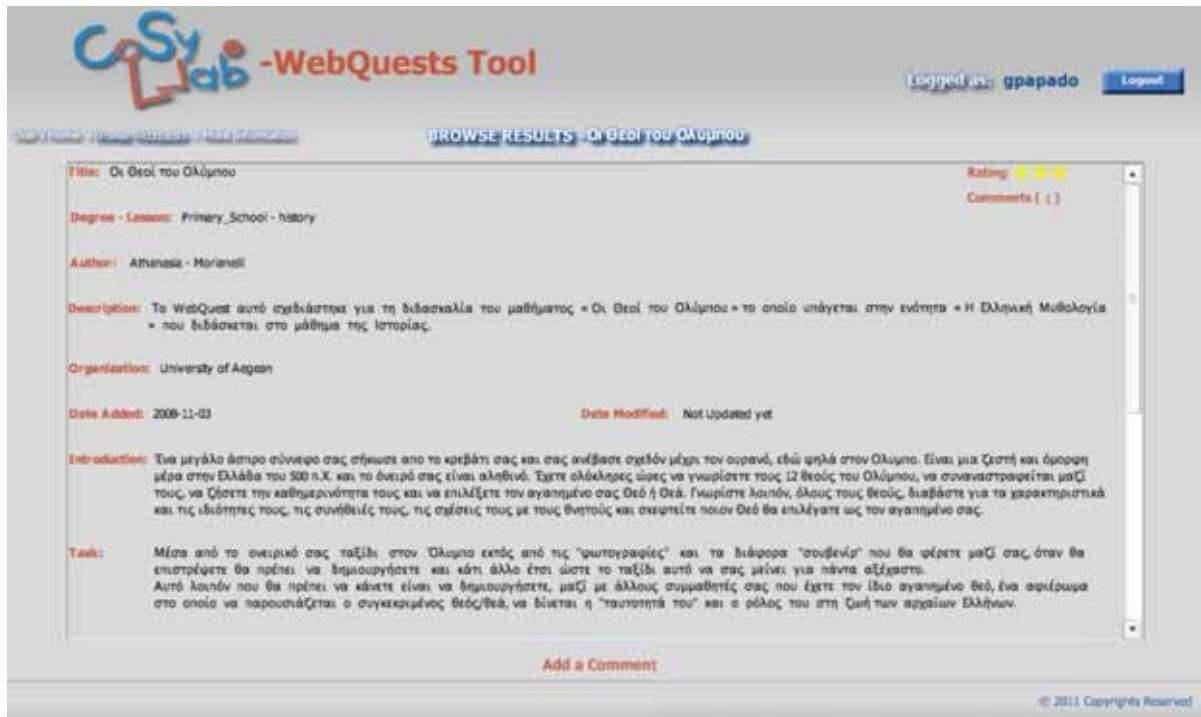 CoSy Lab -WebQuests Tool
Logged as: gpapado Logout
BROWSE RESULTS - Οι Θεοί του Ολύμπου
Title: Οι Θεοί του Ολύμπου
Rating:
Comments ( 1 )
Degree - Lesson: Primary_School - history
Author: Athanasia - Morianell
Description: Το WebQuest αυτό σχεδιάστηκε για τη διδασκαλία του μαθήματος « Οι Θεοί του Ολύμπου » το οποίο υπάγεται στην ενότητα « Η Ελληνική Μυθολογία
» που διδάσκεται στο μάθημα της Ιστορίας.
Organization: University of Aegean
Date Added: 2008-11-03 Date Modified: Not Updated yet
Introduction: Ένα μεγάλο άσπρο σύννεφο σας σήκωσε απο το κρεβάτι σας και σας ανέβασε σχεδόν μέχρι τον ουρανό, εδώ ψηλά στον Ολυμπο. Είναι μια ζεστή και όμορφη
μέρα στην Ελλάδα του 500 π.Χ. και το όνειρό σας είναι αληθινό. Έχετε ολόκληρες ώρες να γνωρίσετε τους 12 θεούς του Ολύμπου, να συναναστραφείται μαζί
τους, να ζήσετε την καθημερινότητα τους και να επιλέξετε τον αγαπημένο σας Θεό ή Θεά. Γνωρίστε λοιπόν, όλους τους θεούς, διαβάστε για τα χαρακτηριστικά
και τις ιδιότητες τους, τις συνήθειές τους, τις σχέσεις τους με τους θνητούς και σκεφτείτε ποιον Θεό θα επιλέγατε ως τον αγαπημένο σας.
Task: Μέσα από το ονειρικό σας ταξίδι στον Όλυμπο εκτός από τις "φωτογραφίες" και τα διάφορα "σουβενίρ" που θα φέρετε μαζί σας, όταν θα
επιστρέψετε θα πρέπει να δημιουργήσετε και κάτι άλλο έτσι ώστε το ταξίδι αυτό να σας μείνει για πάντα αξέχαστο.
Αυτό λοιπόν που θα πρέπει να κάνετε είναι να δημιουργήσετε, μαζί με άλλους συμμαθητές σας που έχετε τον ίδιο αγαπημένο θεό, ένα αφιέρωμα
στο οποίο να παρουσιάζεται ο συγκεκριμένος θεός/θεά, να δίνεται η "ταυτοτητά του" και ο ρόλος του στη ζωή των αρχαίων Ελλήνων.
Add a Comment
© 2011 Copyrights Reserved